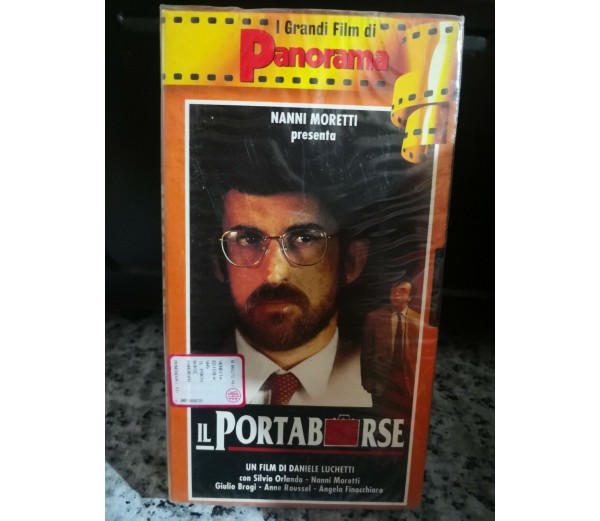 I Grandi Film di
Panorama
NANNI MORETTI
presenta
IL PORTABORSE
UN FILM DI DANIELE LUCHETTI
con Silvio Orlando - Nanni Moretti
Giulio Brogi - Anne Roussel - Angela Finocchiaro